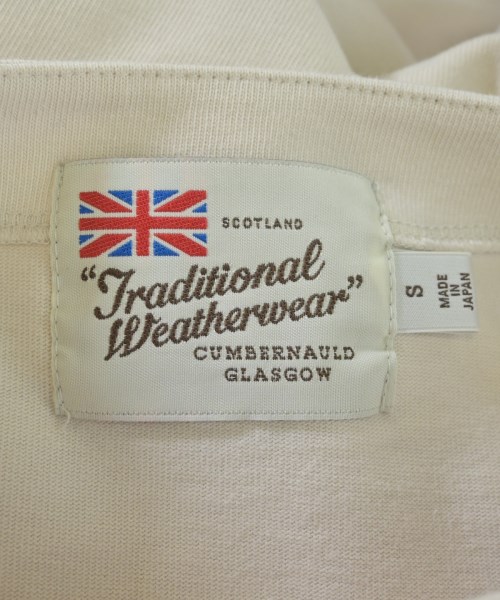 SCOTLAND
"Traditional
Weatherwear"
CUMBERNAULD
GLASGOW
S
MADE
IN
JAPAN